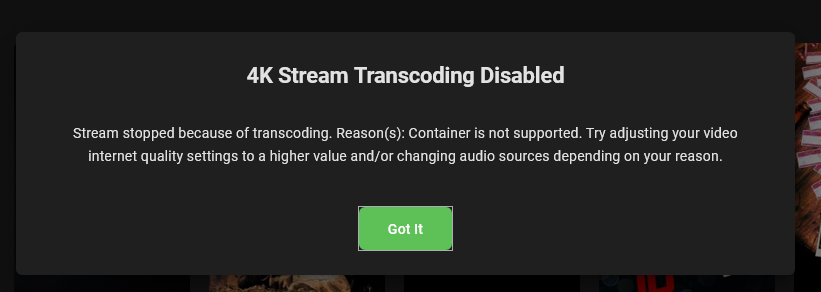 4K Stream Transcoding Disabled
Stream stopped because of transcoding. Reason(s): Container is not supported. Try adjusting your video
internet quality settings to a higher value and/or changing audio sources depending on your reason.
Got It